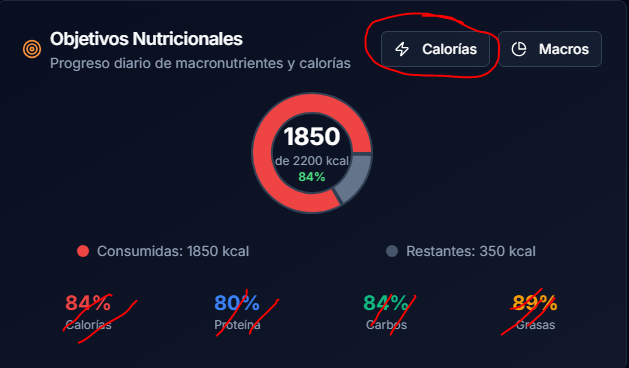 Objetivos Nutricionales
Progreso diario de macronutrientes y calorías
Calorías
Macros
1850
de 2200 kcal
84%
Consumidas: 1850 kcal
Restantes: 350 kcal
84%
80%
84%
89%
Calorías
Proteína
Carbos
Grasas